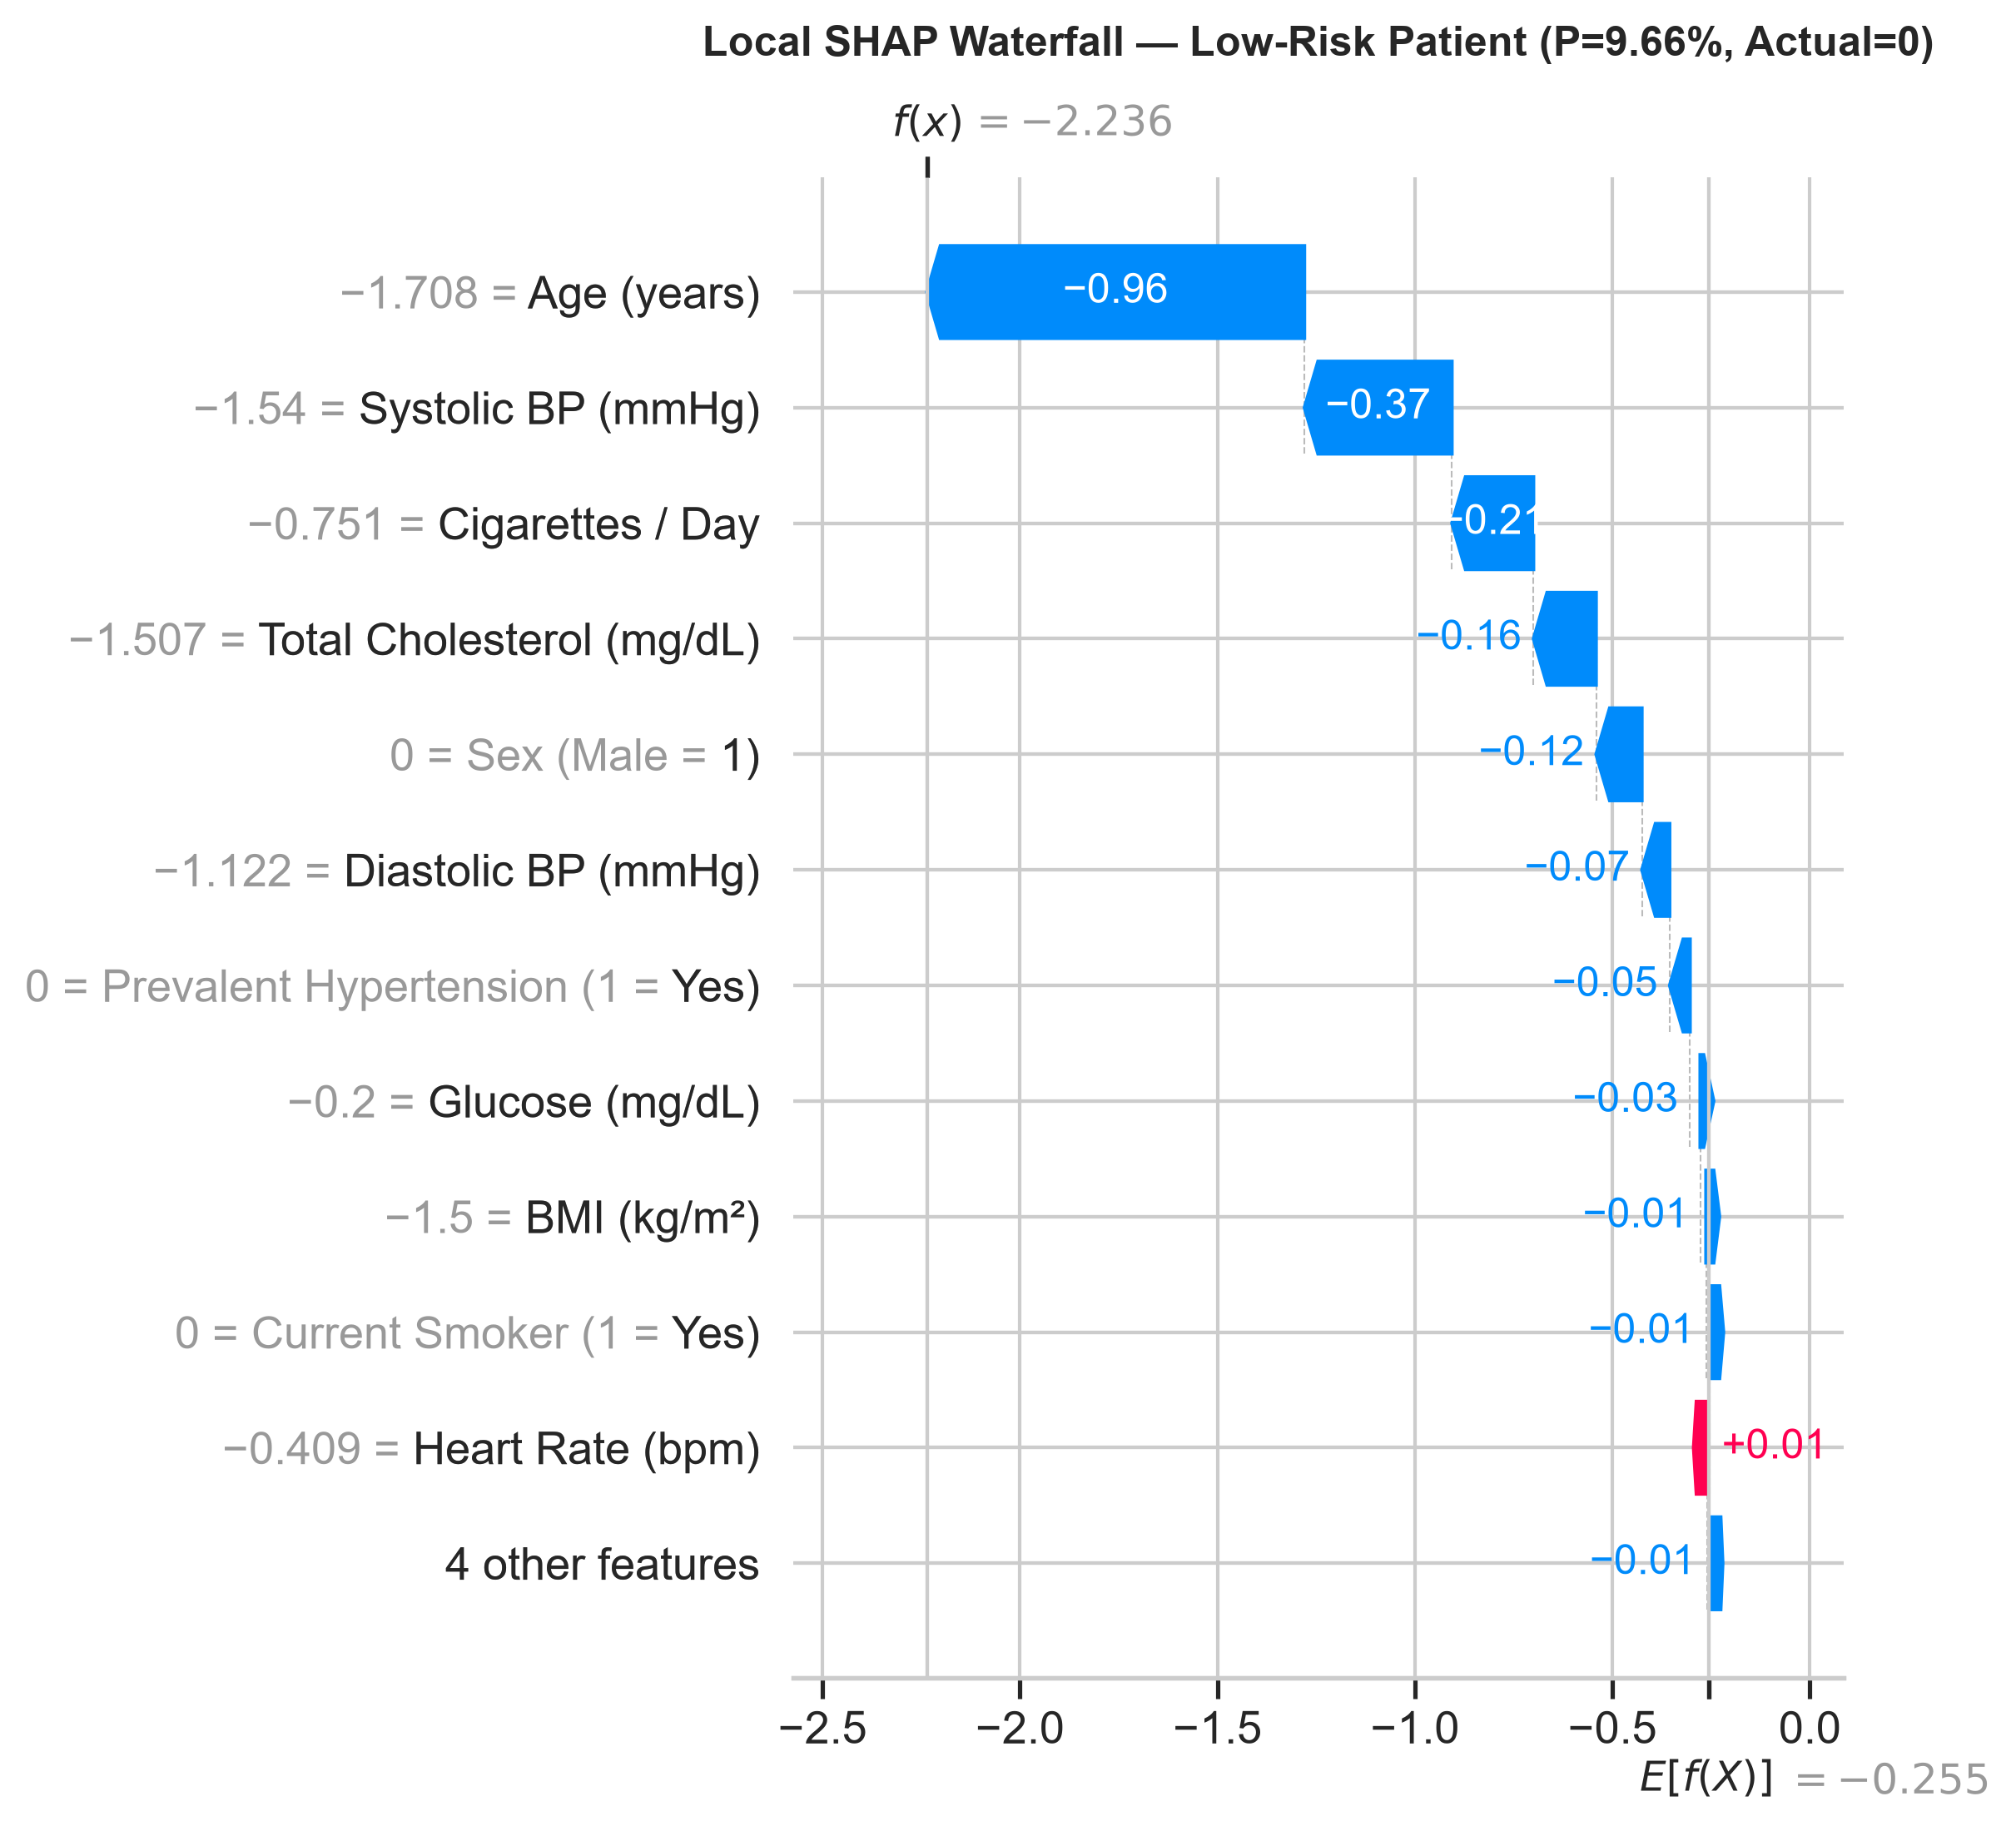 Local SHAP Waterfall — Low-Risk Patient (P=9.66%, Actual=0)
f(x) = −2.236
−1.708 = Age (years) −0.96
−1.54 = Systolic BP (mmHg) −0.37
−0.751 = Cigarettes / Day −0.21
−1.507 = Total Cholesterol (mg/dL) −0.16
0 = Sex (Male = 1) −0.12
−1.122 = Diastolic BP (mmHg) −0.07
0 = Prevalent Hypertension (1 = Yes) −0.05
−0.2 = Glucose (mg/dL) −0.03
−1.5 = BMI (kg/m²) −0.01
0 = Current Smoker (1 = Yes) −0.01
−0.409 = Heart Rate (bpm) +0.01
4 other features −0.01
−2.5 −2.0 −1.5 −1.0 −0.5 0.0
E[f(X)] = −0.255